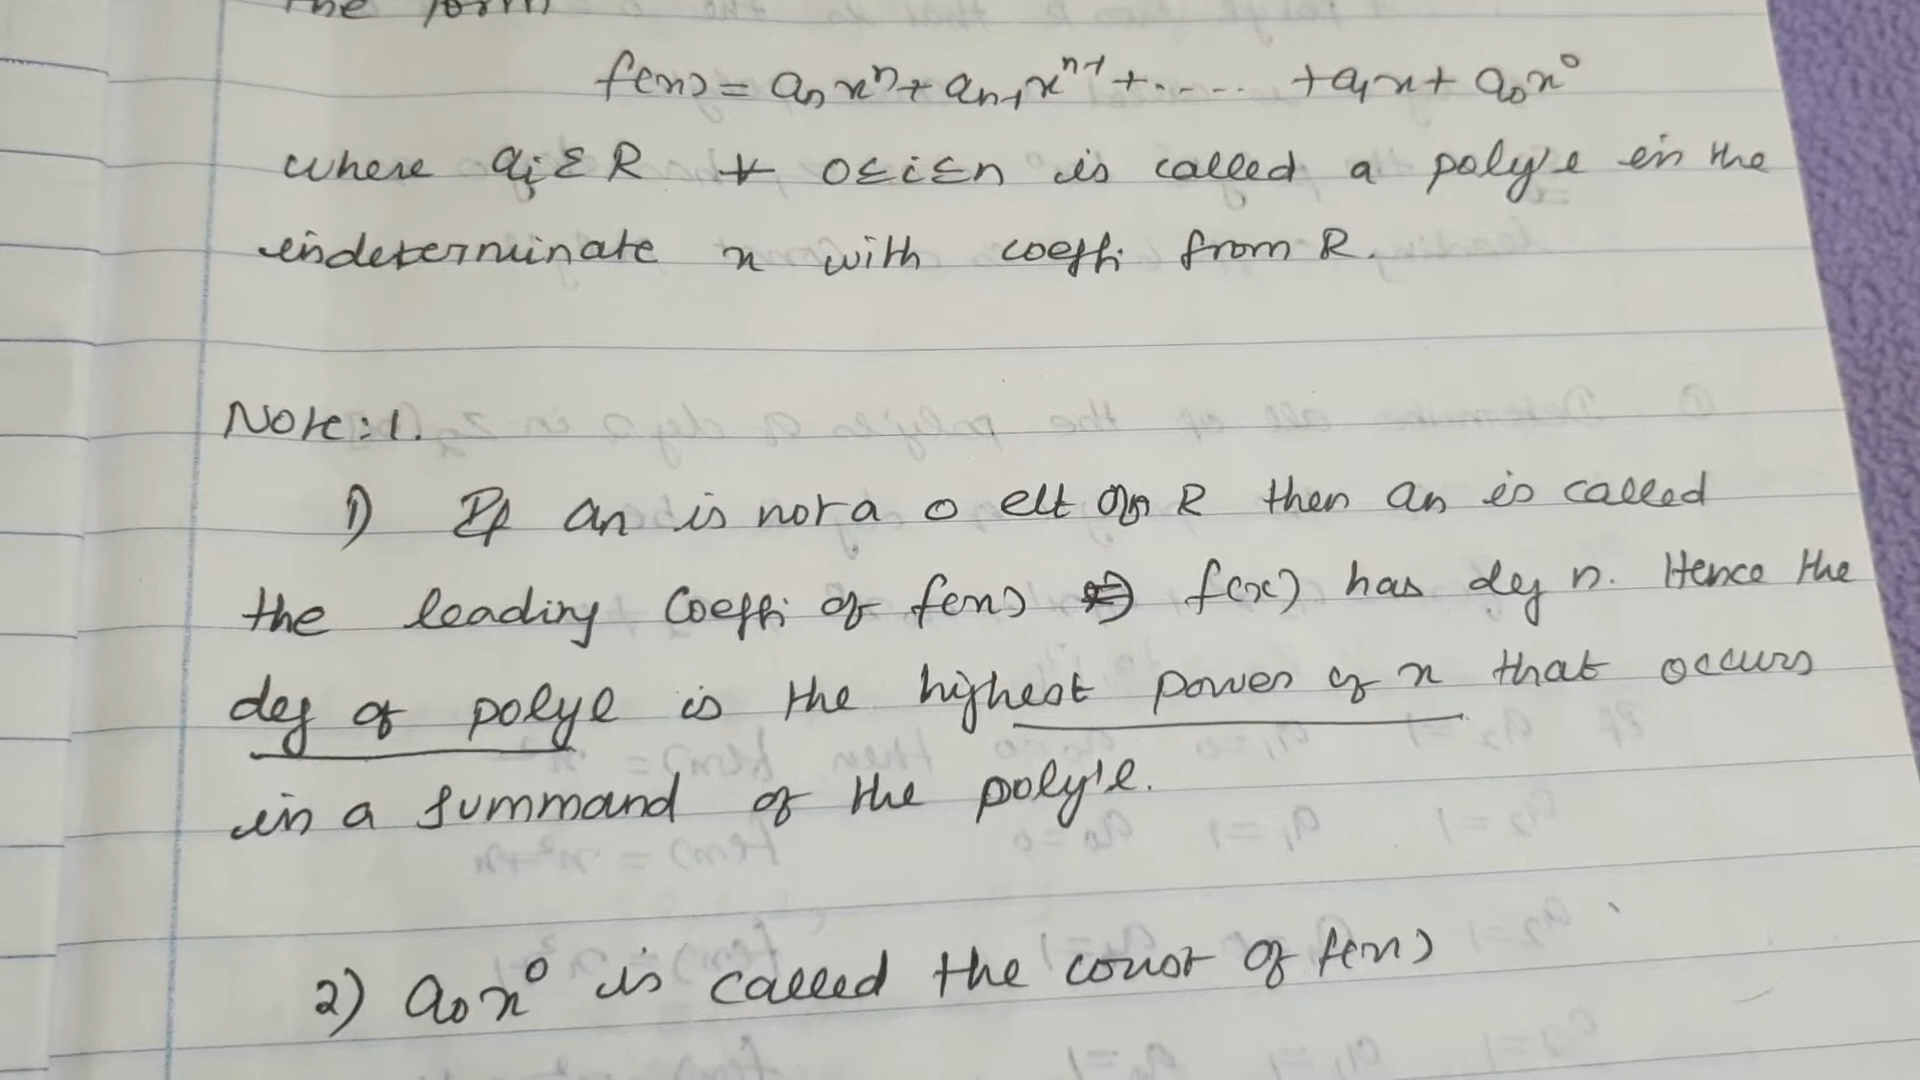 the form
f(x) = aₙxⁿ + aₙ₋₁xⁿ⁻¹ + ..... + a₁x + a₀x⁰
where aᵢ ε R ∀ 0≤i≤n is called a poly'l in the
indeterminate x with coeffi from R.
Note: 1.
1) If an is not a 0 elt of R then an is called
the leading Coeffi of f(x) ⇒ f(x) has deg n. Hence the
deg of polyl is the highest power of x that occurs
in a summand of the poly'l.
2) a₀x⁰ is called the const of f(x)